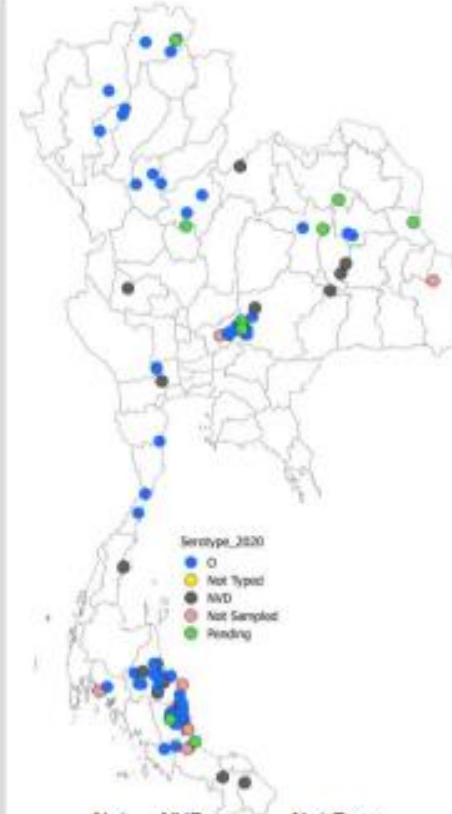 Serotype_2020
O
Not Typed
NVD
Not Sampled
Pending